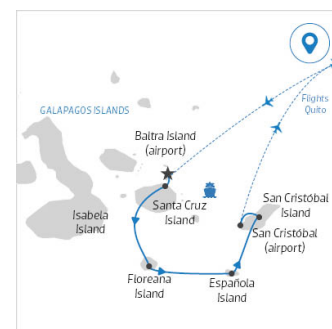 Flights
Quito
GALAPAGOS ISLANDS
Baltra Island
(airport)
Santa Cruz
Island
San Cristóbal
Island
San Cristóbal
(airport)
Isabela
Island
Floreana
Island
Española
Island